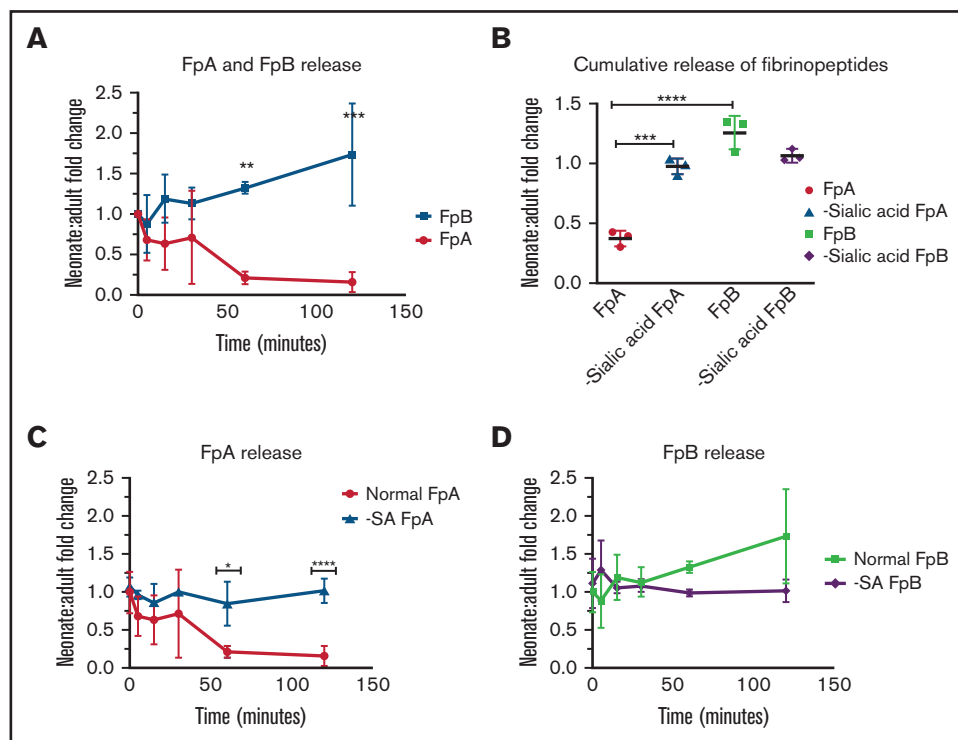 A
FpA and FpB release
Neonate:adult fold change
2.5
2.0
1.5
1.0
0.5
0.0
**
***
FpB
FpA
0 50 100 150
Time (minutes)
B
Cumulative release of fibrinopeptides
Neonate:adult fold change
1.5
1.0
0.5
0.0
****
***
FpA
-Sialic acid FpA
FpB
-Sialic acid FpB
FpA
-Sialic acid FpA
FpB
-Sialic acid FpB
C
FpA release
Neonate:adult fold change
2.5
2.0
1.5
1.0
0.5
0.0
Normal FpA
-SA FpA
*
****
0 50 100 150
Time (minutes)
D
FpB release
Neonate:adult fold change
2.5
2.0
1.5
1.0
0.5
0.0
Normal FpB
-SA FpB
0 50 100 150
Time (minutes)